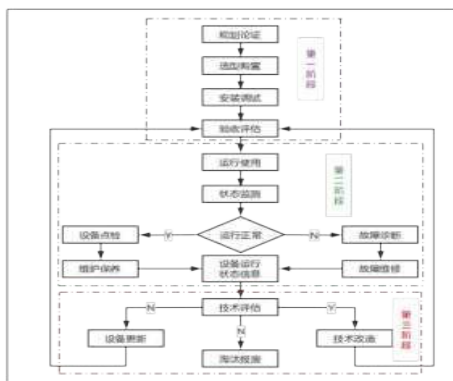 规划论证
第一阶段
选型购置
安装调试
验收评估
运行使用
第二阶段
状态监测
设备点检
Y
运行正常
N
故障诊断
维护保养
设备运行
状态信息
故障维修
技术评估
第三阶段
N
Y
设备更新
N
技术改造
淘汰报废